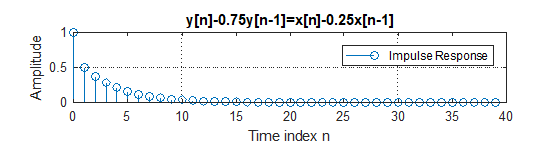 y[n]-0.75y[n-1]=x[n]-0.25x[n-1]
1
0.5
0
Amplitude
Impulse Response
0 5 10 15 20 25 30 35 40
Time index n